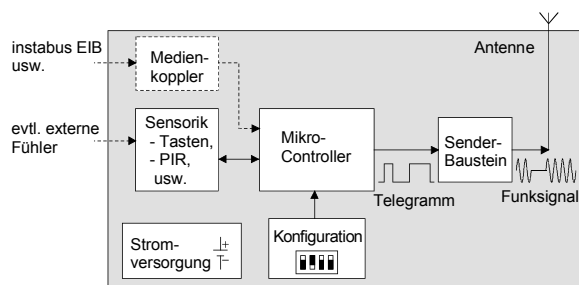 instabus EIB
usw.
Medien-
koppler
Antenne
evtl. externe
Fühler
Sensorik
- Tasten,
- PIR,
usw.
Mikro-
Controller
Sender-
Baustein
Telegramm
Funksignal
Strom-
versorgung
Konfiguration